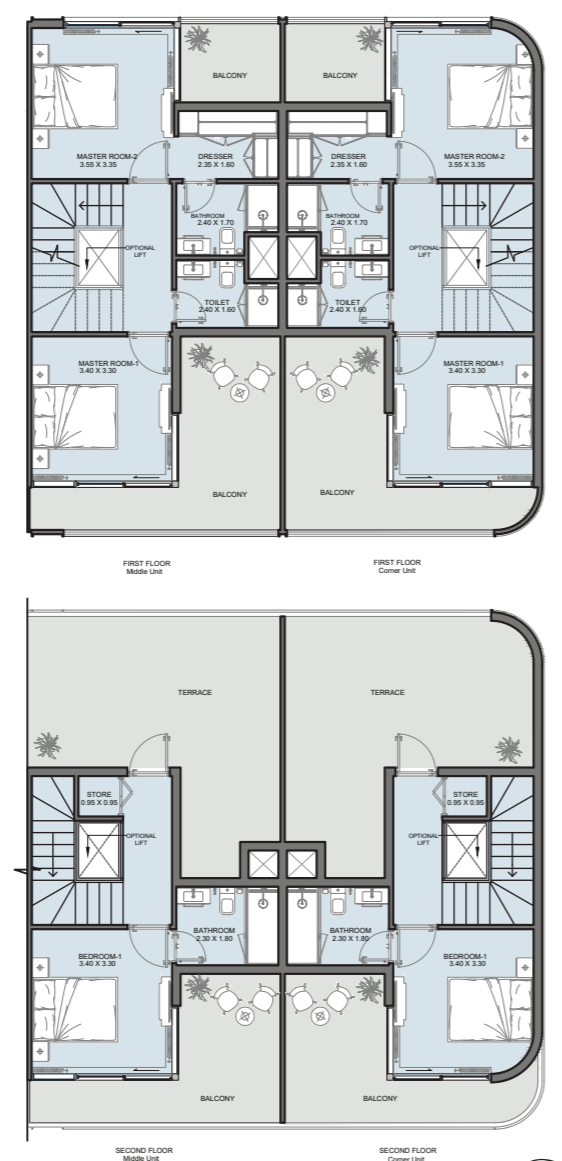 BALCONY
BALCONY
MASTER ROOM-2
3.55 X 3.35
DRESSER
2.35 X 1.60
DRESSER
2.35 X 1.60
MASTER ROOM-2
3.55 X 3.35
BATHROOM
2.40 X 1.70
BATHROOM
2.40 X 1.70
OPTIONAL
LIFT
OPTIONAL
LIFT
TOILET
2.40 X 1.60
TOILET
2.40 X 1.60
MASTER ROOM-1
3.40 X 3.30
MASTER ROOM-1
3.40 X 3.30
BALCONY
BALCONY
FIRST FLOOR
Middle Unit
FIRST FLOOR
Corner Unit
TERRACE
TERRACE
STORE
0.95 X 0.95
STORE
0.95 X 0.95
OPTIONAL
LIFT
OPTIONAL
LIFT
BATHROOM
2.30 X 1.80
BATHROOM
2.30 X 1.80
BEDROOM-1
3.40 X 3.30
BEDROOM-1
3.40 X 3.30
BALCONY
BALCONY
SECOND FLOOR
Middle Unit
SECOND FLOOR
Corner Unit